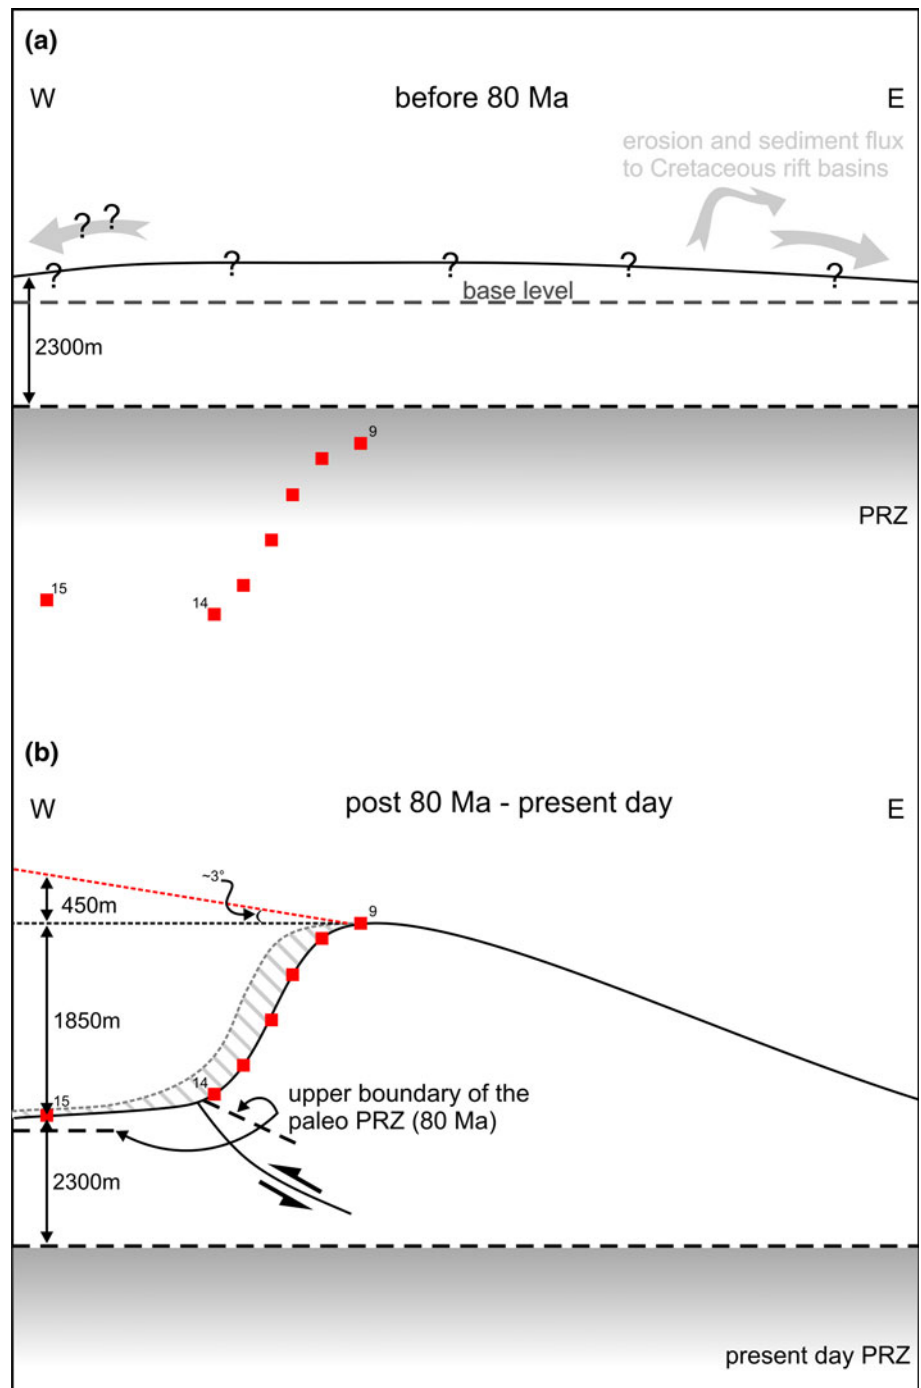 (a)
W
before 80 Ma
E
erosion and sediment flux
to Cretaceous rift basins
? ?
? ? ? ? ?
base level
2300m
9
PRZ
15
14
(b)
W
post 80 Ma - present day
E
~3°
450m
9
1850m
14
15
upper boundary of the
paleo PRZ (80 Ma)
2300m
present day PRZ